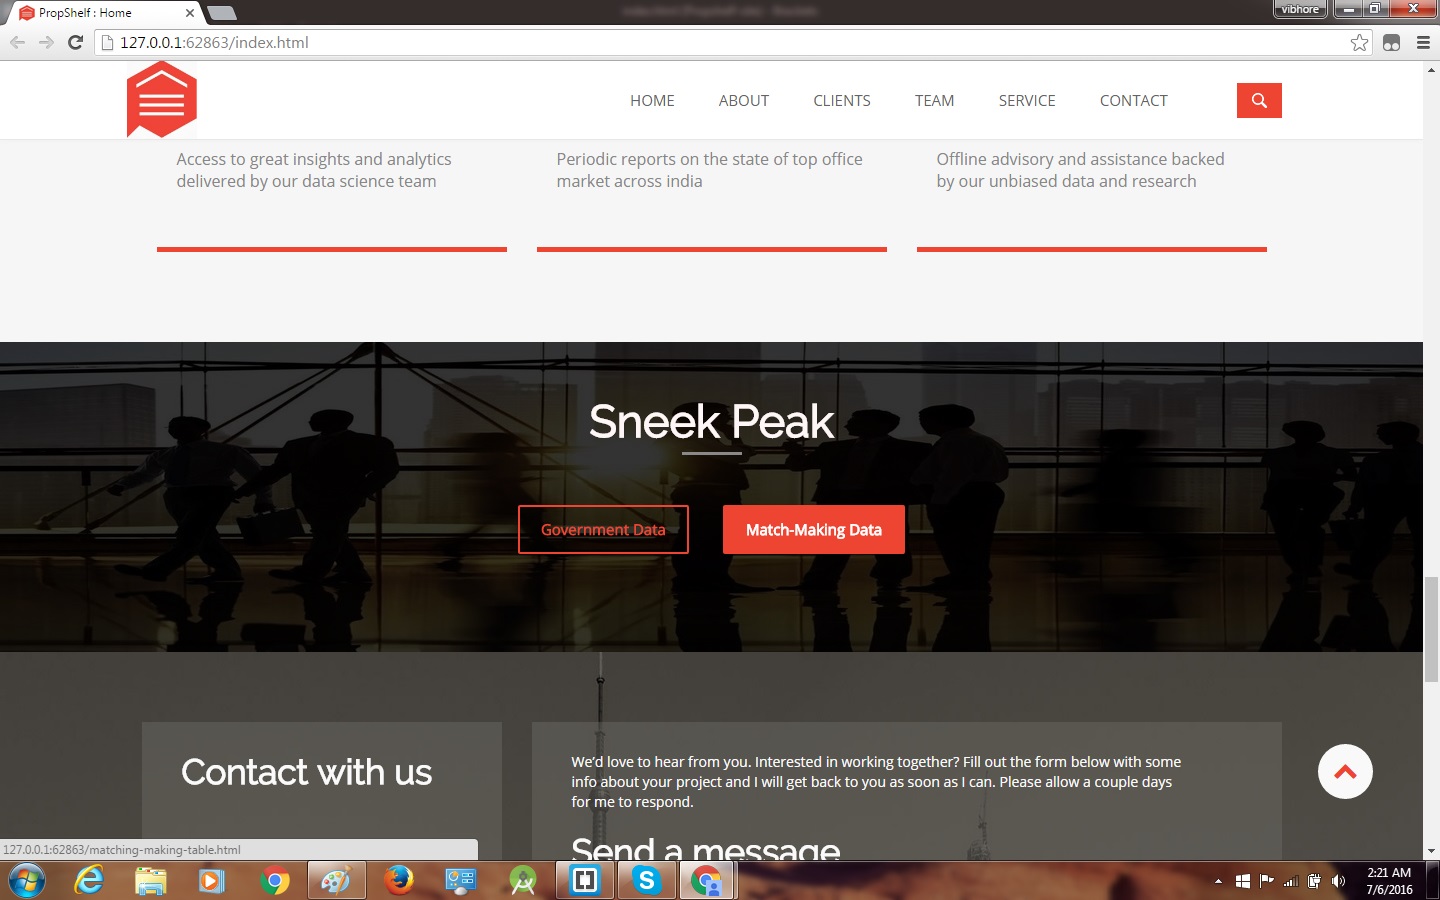 PropShelf : Home
vibhore
127.0.0.1:62863/index.html
HOME ABOUT CLIENTS TEAM SERVICE CONTACT
Access to great insights and analytics
delivered by our data science team
Periodic reports on the state of top office
market across india
Offline advisory and assistance backed
by our unbiased data and research
Sneek Peak
Government Data
Match-Making Data
Contact with us
We'd love to hear from you. Interested in working together? Fill out the form below with some
info about your project and I will get back to you as soon as I can. Please allow a couple days
for me to respond.
Send a message
127.0.0.1:62863/matching-making-table.html
2:21 AM
7/6/2016